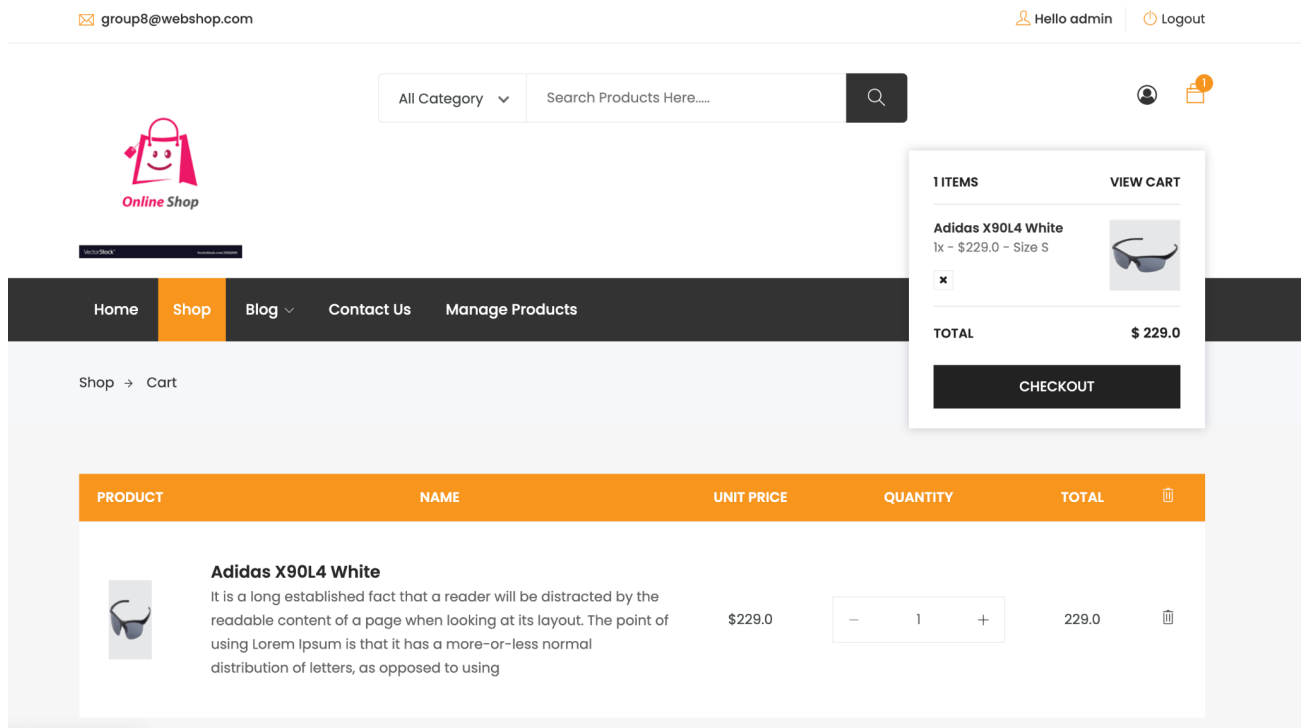 group8@webshop.com
Hello admin
Logout
All Category
Search Products Here.....
1
Online Shop
VectorStock
1 ITEMS
VIEW CART
Adidas X90L4 White
1x - $229.0 - Size S
TOTAL
$ 229.0
CHECKOUT
Home
Shop
Blog
Contact Us
Manage Products
Shop → Cart
PRODUCT
NAME
UNIT PRICE
QUANTITY
TOTAL
Adidas X90L4 White
It is a long established fact that a reader will be distracted by the
readable content of a page when looking at its layout. The point of
using Lorem Ipsum is that it has a more-or-less normal
distribution of letters, as opposed to using
$229.0
− 1 +
229.0